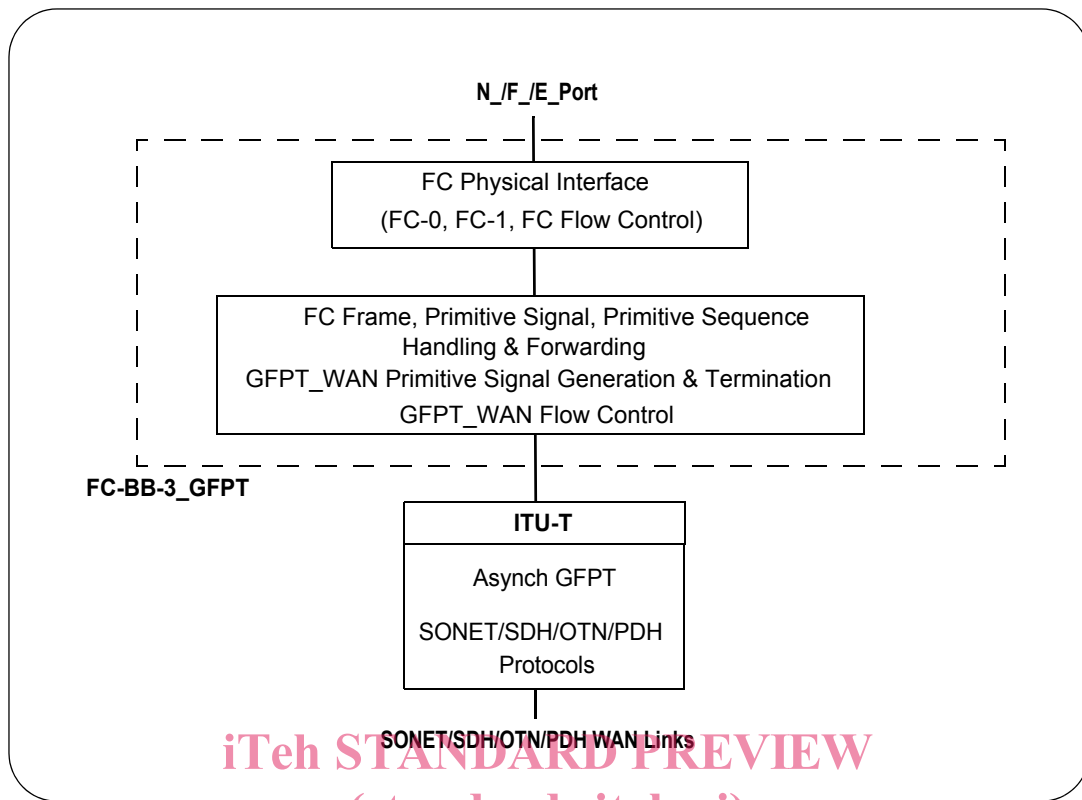 N_/F_/E_Port
FC Physical Interface
(FC-0, FC-1, FC Flow Control)
FC Frame, Primitive Signal, Primitive Sequence
Handling & Forwarding
GFPT_WAN Primitive Signal Generation & Termination
GFPT_WAN Flow Control
FC-BB-3_GFPT
ITU-T
Asynch GFPT
SONET/SDH/OTN/PDH
Protocols
SONET/SDH/OTN/PDH WAN Links
iTeh STANDARD PREVIEW